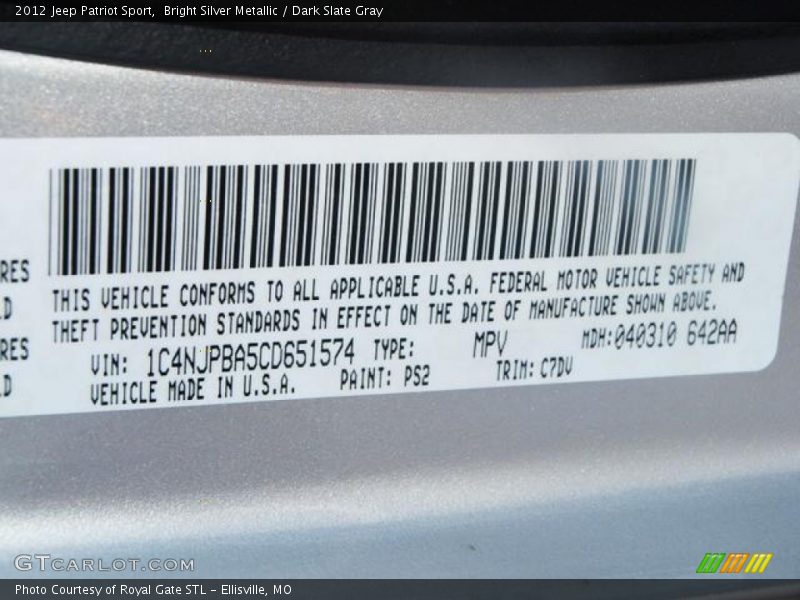 2012 Jeep Patriot Sport, Bright Silver Metallic / Dark Slate Gray
RES
D
RES
D
THIS VEHICLE CONFORMS TO ALL APPLICABLE U.S.A. FEDERAL MOTOR VEHICLE SAFETY AND
THEFT PREVENTION STANDARDS IN EFFECT ON THE DATE OF MANUFACTURE SHOWN ABOVE.
VIN: 1C4NJPBA5CD651574 TYPE: MPV MDH:040310 642AA
VEHICLE MADE IN U.S.A. PAINT: PS2 TRIM: C7DV
GTCARLOT.COM
Photo Courtesy of Royal Gate STL - Ellisville, MO